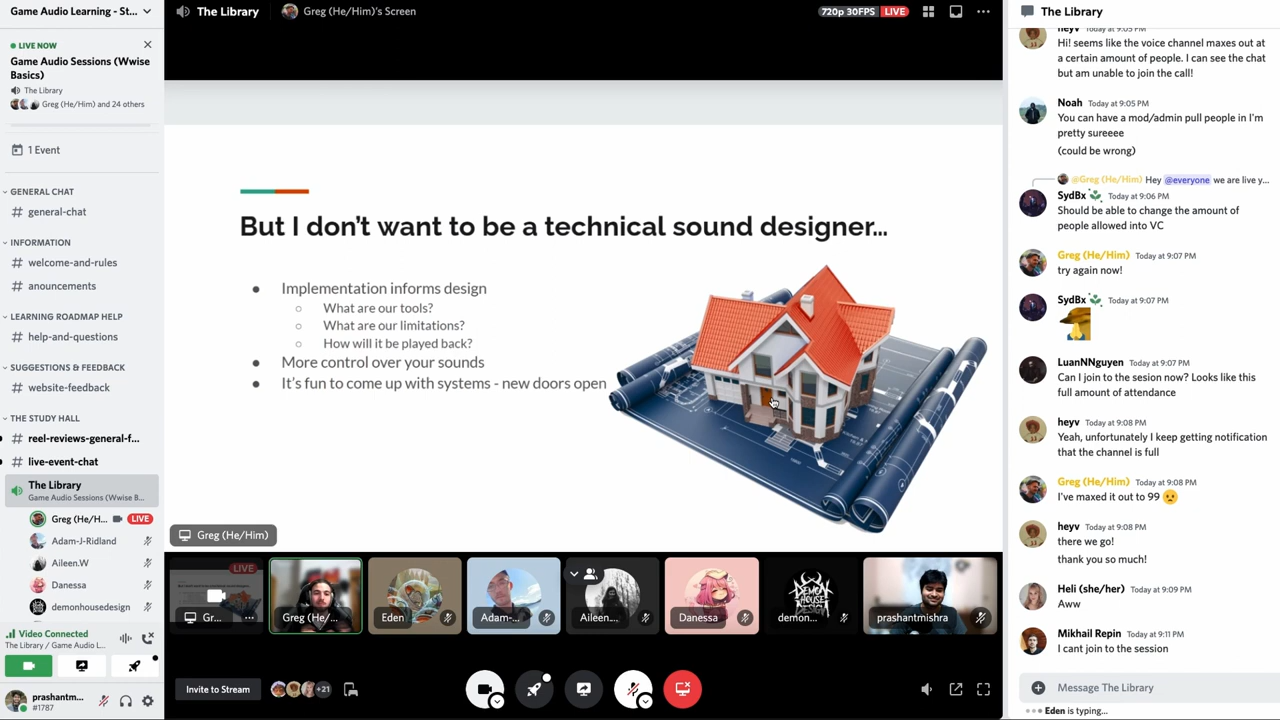 Game Audio Learning - St...
LIVE NOW
Game Audio Sessions (Wwise
Basics)
The Library
Greg (He/Him) and 24 others
1 Event
GENERAL CHAT
# general-chat
INFORMATION
# welcome-and-rules
# anouncements
LEARNING ROADMAP HELP
# help-and-questions
SUGGESTIONS & FEEDBACK
# website-feedback
THE STUDY HALL
# reel-reviews-general-f...
# live-event-chat
The Library
Game Audio Sessions (Wwise B...
Greg (He/H... LIVE
Adam-J-Ridland
Aileen.W
Danessa
demonhousedesign
Video Connected
The Library / Game Audio L...
prashantm...
#1787
The Library
Greg (He/Him)'s Screen
720p 30FPS LIVE
But I don't want to be a technical sound designer...
● Implementation informs design
○ What are our tools?
○ What are our limitations?
○ How will it be played back?
● More control over your sounds
● It's fun to come up with systems - new doors open
Greg (He/Him)
LIVE
Gr...
Greg (He/...
Eden
Adam-...
Aileen....
Danessa
DEMON
HOUSE
DESIGN
demon...
prashantmishra
Invite to Stream
+21
The Library
heyv Today at 9:05 PM
Hi! seems like the voice channel maxes out at
a certain amount of people. I can see the chat
but am unable to join the call!
Noah Today at 9:05 PM
You can have a mod/admin pull people in I'm
pretty sureeee
(could be wrong)
@Greg (He/Him) Hey @everyone we are live y...
SydBx Today at 9:06 PM
Should be able to change the amount of
people allowed into VC
Greg (He/Him) Today at 9:07 PM
try again now!
SydBx Today at 9:07 PM
LuanNNguyen Today at 9:07 PM
Can I join to the sesion now? Looks like this
full amount of attendance
heyv Today at 9:08 PM
Yeah, unfortunately I keep getting notification
that the channel is full
Greg (He/Him) Today at 9:08 PM
I've maxed it out to 99
heyv Today at 9:08 PM
there we go!
thank you so much!
Heli (she/her) Today at 9:09 PM
Aww
Mikhail Repin Today at 9:11 PM
I cant join to the session
Message The Library
Eden is typing...